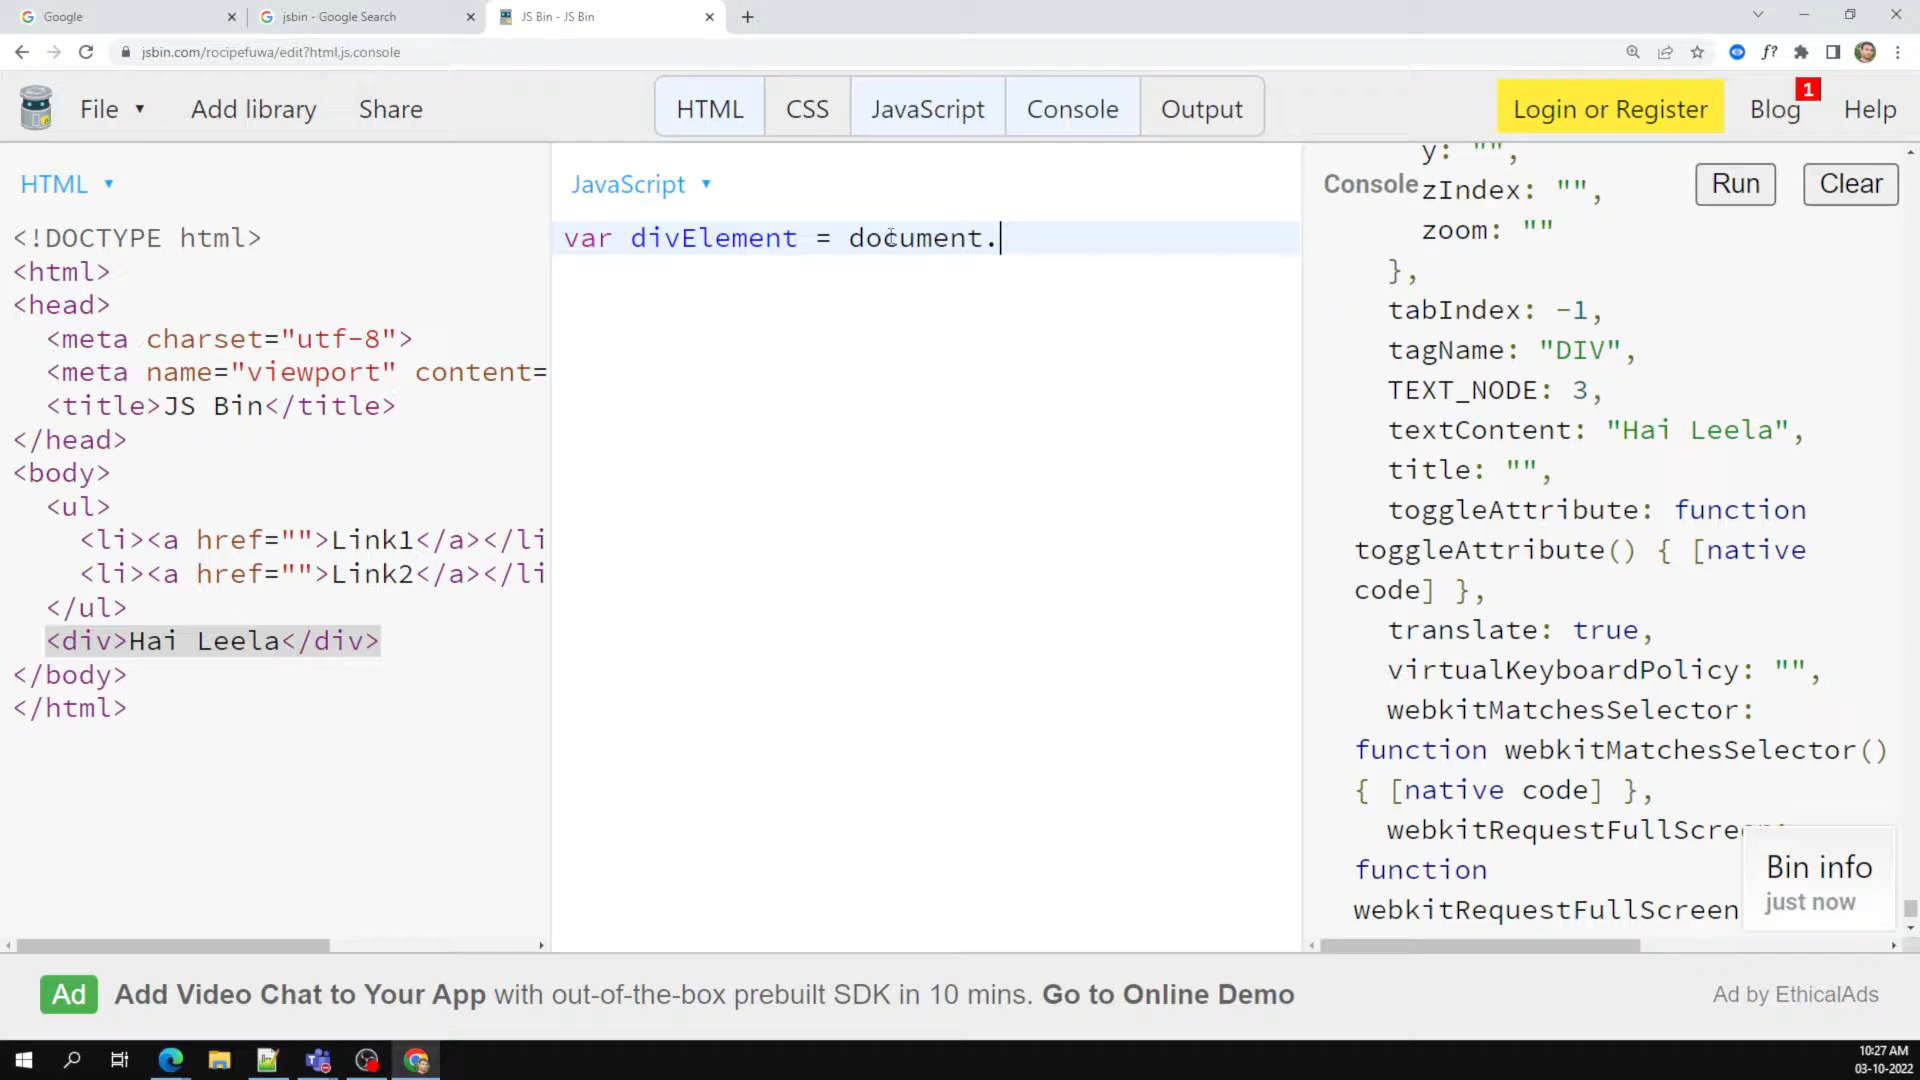 Google
jsbin - Google Search
JS Bin - JS Bin
jsbin.com/rocipefuwa/edit?html,js,console
f?
File
Add library
Share
HTML
CSS
JavaScript
Console
Output
Login or Register
Blog
1
Help
HTML
<!DOCTYPE html>
<html>
<head>
<meta charset="utf-8">
<meta name="viewport" content=
<title>JS Bin</title>
</head>
<body>
<ul>
<li><a href="">Link1</a></li
<li><a href="">Link2</a></li
</ul>
<div>Hai Leela</div>
</body>
</html>
JavaScript
var divElement = document.
Console
Run
Clear
y: "",
zIndex: "",
zoom: ""
},
tabIndex: -1,
tagName: "DIV",
TEXT_NODE: 3,
textContent: "Hai Leela",
title: "",
toggleAttribute: function
toggleAttribute() { [native
code] },
translate: true,
virtualKeyboardPolicy: "",
webkitMatchesSelector:
function webkitMatchesSelector()
{ [native code] },
webkitRequestFullScreen:
function
webkitRequestFullScreen
Bin info
just now
Ad
Add Video Chat to Your App with out-of-the-box prebuilt SDK in 10 mins. Go to Online Demo
Ad by EthicalAds
10:27 AM
03-10-2022